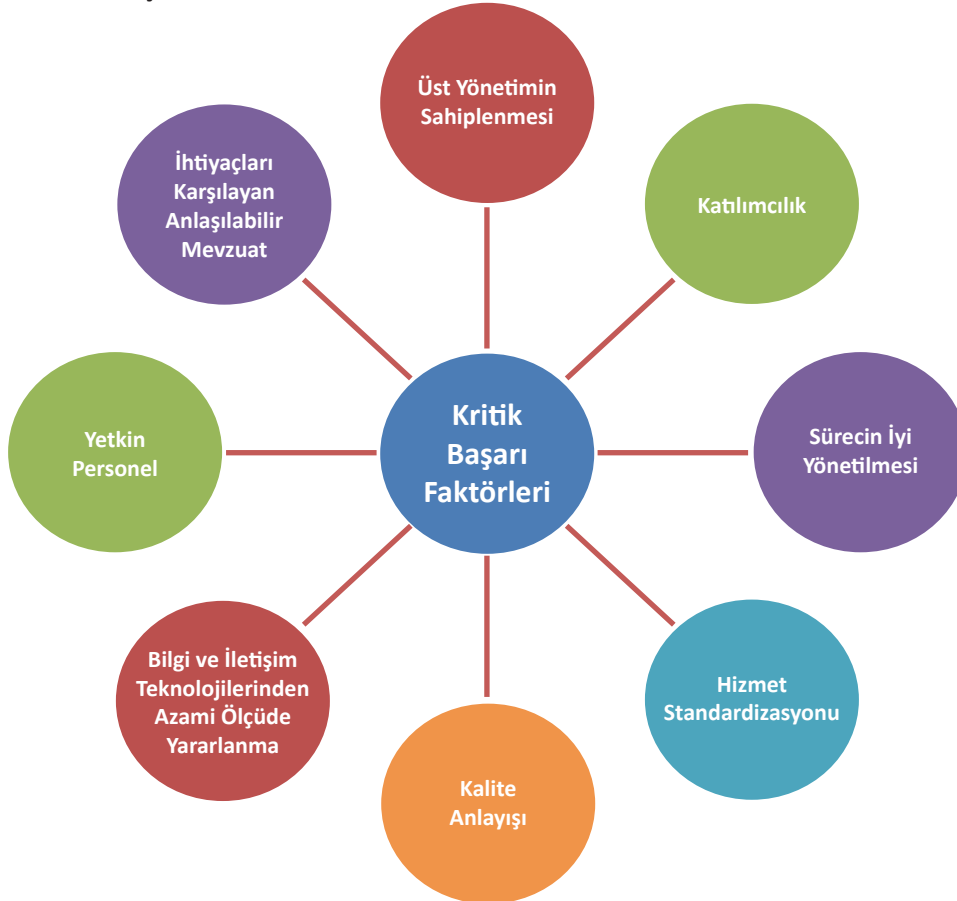 Üst Yönetimin
Sahiplenmesi
Katılımcılık
Sürecin İyi
Yönetilmesi
Hizmet
Standardizasyonu
Kalite
Anlayışı
Bilgi ve İletişim
Teknolojilerinden
Azami Ölçüde
Yararlanma
Yetkin
Personel
İhtiyaçları
Karşılayan
Anlaşılabilir
Mevzuat
Kritik
Başarı
Faktörleri